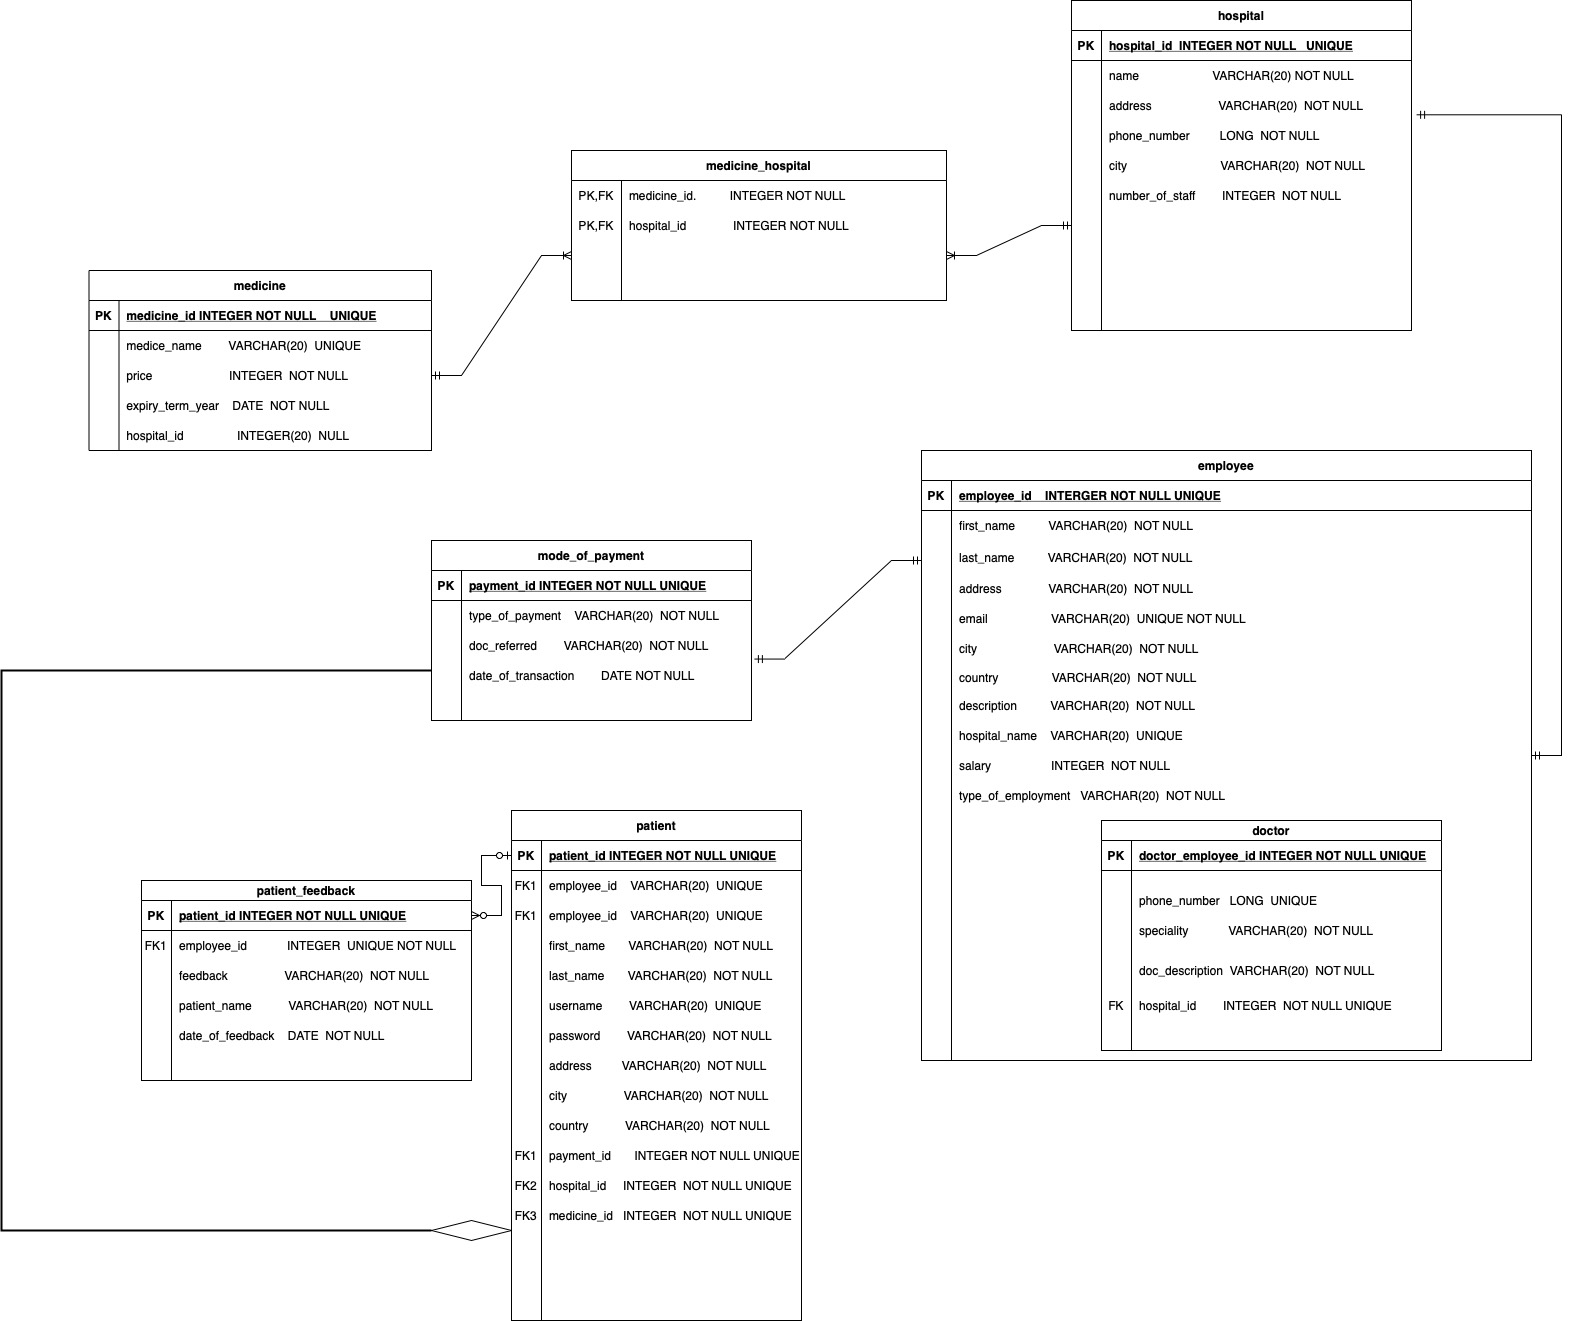 hospital
PK hospital_id INTEGER NOT NULL UNIQUE
name VARCHAR(20) NOT NULL
address VARCHAR(20) NOT NULL
phone_number LONG NOT NULL
city VARCHAR(20) NOT NULL
number_of_staff INTEGER NOT NULL
medicine_hospital
PK,FK medicine_id. INTEGER NOT NULL
PK,FK hospital_id INTEGER NOT NULL
medicine
PK medicine_id INTEGER NOT NULL UNIQUE
medice_name VARCHAR(20) UNIQUE
price INTEGER NOT NULL
expiry_term_year DATE NOT NULL
hospital_id INTEGER(20) NULL
employee
PK employee_id INTERGER NOT NULL UNIQUE
first_name VARCHAR(20) NOT NULL
last_name VARCHAR(20) NOT NULL
address VARCHAR(20) NOT NULL
email VARCHAR(20) UNIQUE NOT NULL
city VARCHAR(20) NOT NULL
country VARCHAR(20) NOT NULL
description VARCHAR(20) NOT NULL
hospital_name VARCHAR(20) UNIQUE
salary INTEGER NOT NULL
type_of_employment VARCHAR(20) NOT NULL
doctor
PK doctor_employee_id INTEGER NOT NULL UNIQUE
phone_number LONG UNIQUE
speciality VARCHAR(20) NOT NULL
doc_description VARCHAR(20) NOT NULL
FK hospital_id INTEGER NOT NULL UNIQUE
mode_of_payment
PK payment_id INTEGER NOT NULL UNIQUE
type_of_payment VARCHAR(20) NOT NULL
doc_referred VARCHAR(20) NOT NULL
date_of_transaction DATE NOT NULL
patient
PK patient_id INTEGER NOT NULL UNIQUE
FK1 employee_id VARCHAR(20) UNIQUE
FK1 employee_id VARCHAR(20) UNIQUE
first_name VARCHAR(20) NOT NULL
last_name VARCHAR(20) NOT NULL
username VARCHAR(20) UNIQUE
password VARCHAR(20) NOT NULL
address VARCHAR(20) NOT NULL
city VARCHAR(20) NOT NULL
country VARCHAR(20) NOT NULL
FK1 payment_id INTEGER NOT NULL UNIQUE
FK2 hospital_id INTEGER NOT NULL UNIQUE
FK3 medicine_id INTEGER NOT NULL UNIQUE
patient_feedback
PK patient_id INTEGER NOT NULL UNIQUE
FK1 employee_id INTEGER UNIQUE NOT NULL
feedback VARCHAR(20) NOT NULL
patient_name VARCHAR(20) NOT NULL
date_of_feedback DATE NOT NULL